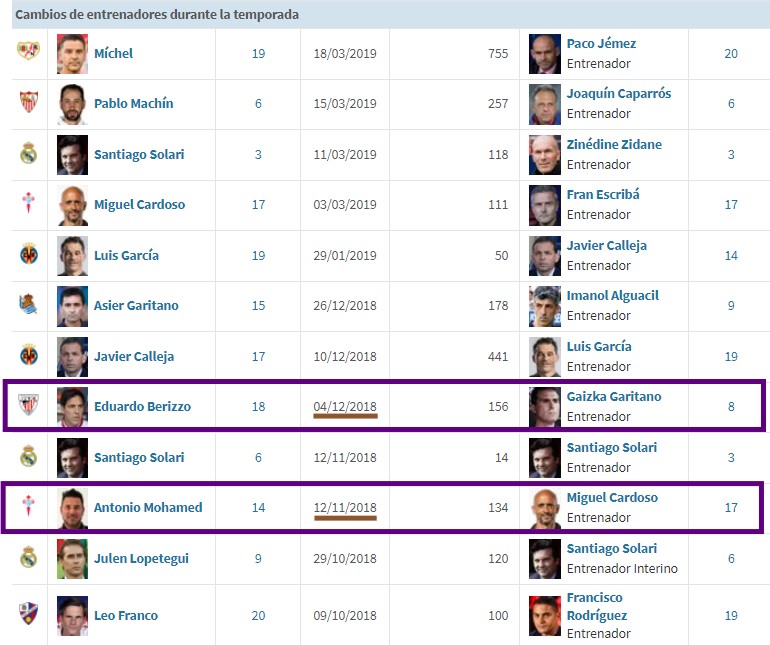 Cambios de entrenadores durante la temporada
Míchel 19 18/03/2019 755 Paco Jémez 20
Entrenador
Pablo Machín 6 15/03/2019 257 Joaquín Caparrós 6
Entrenador
Santiago Solari 3 11/03/2019 118 Zinédine Zidane 3
Entrenador
Miguel Cardoso 17 03/03/2019 111 Fran Escribá 17
Entrenador
Luis García 19 29/01/2019 50 Javier Calleja 14
Entrenador
Asier Garitano 15 26/12/2018 178 Imanol Alguacil 9
Entrenador
Javier Calleja 17 10/12/2018 441 Luis García 19
Entrenador
Eduardo Berizzo 18 04/12/2018 156 Gaizka Garitano 8
Entrenador
Santiago Solari 6 12/11/2018 14 Santiago Solari 3
Entrenador
Antonio Mohamed 14 12/11/2018 134 Miguel Cardoso 17
Entrenador
Julen Lopetegui 9 29/10/2018 120 Santiago Solari 6
Entrenador Interino
Leo Franco 20 09/10/2018 100 Francisco Rodríguez 19
Entrenador